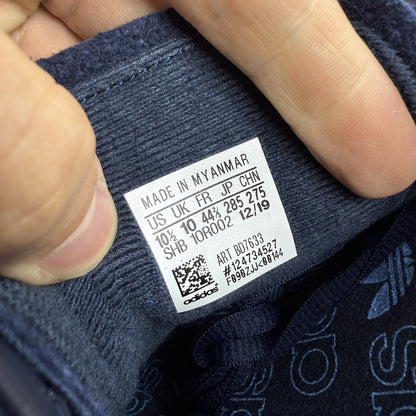 MADE IN MYANMAR
US UK FR JP CHN
10½ 10 44⅔ 285 275
SHB 10R002 12/19
ART BD7633
#124734527
adidas